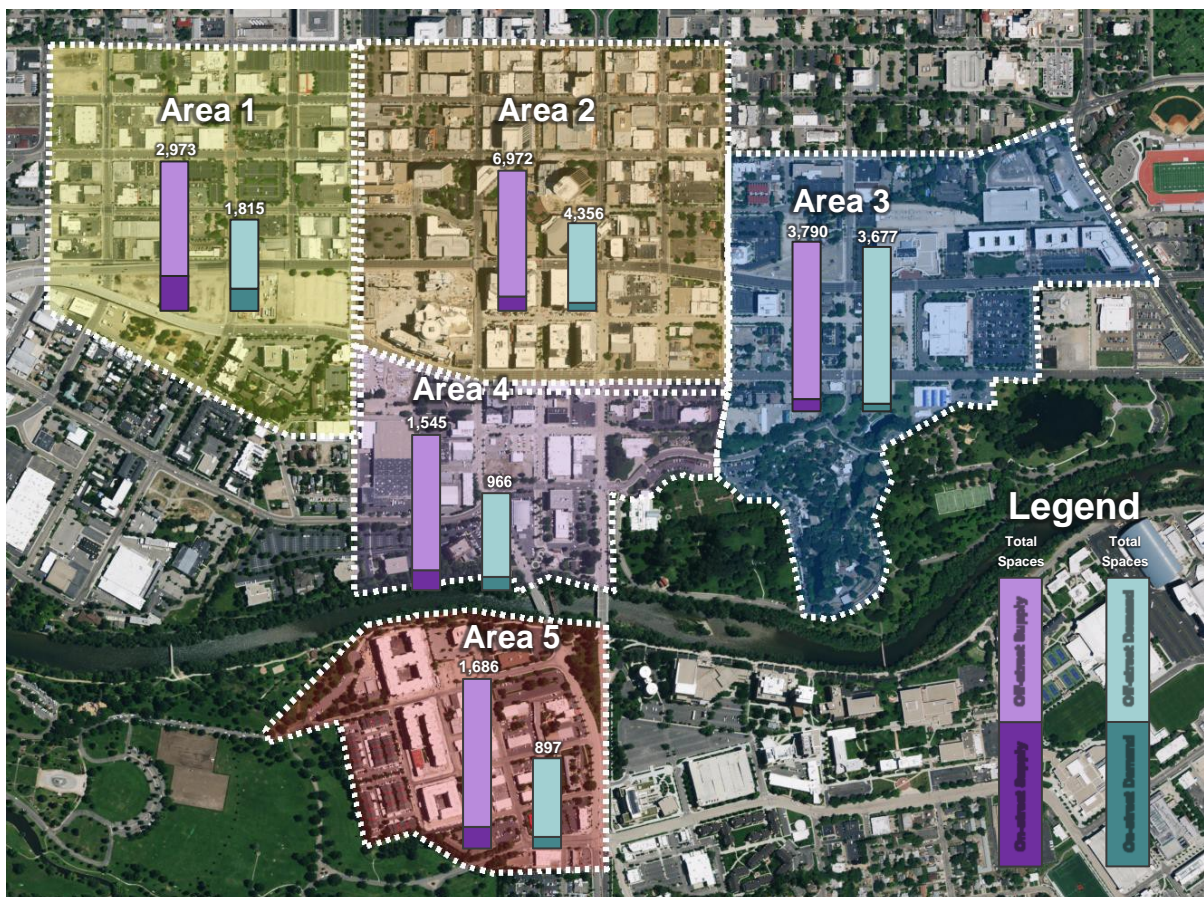 Area 1
2,973
1,815
Area 2
6,972
4,356
Area 3
3,790
3,677
Area 4
1,545
966
Area 5
1,686
897
Legend
Total
Spaces
Total
Spaces
Off-street Supply
On-street Supply
Off-street Demand
On-street Demand